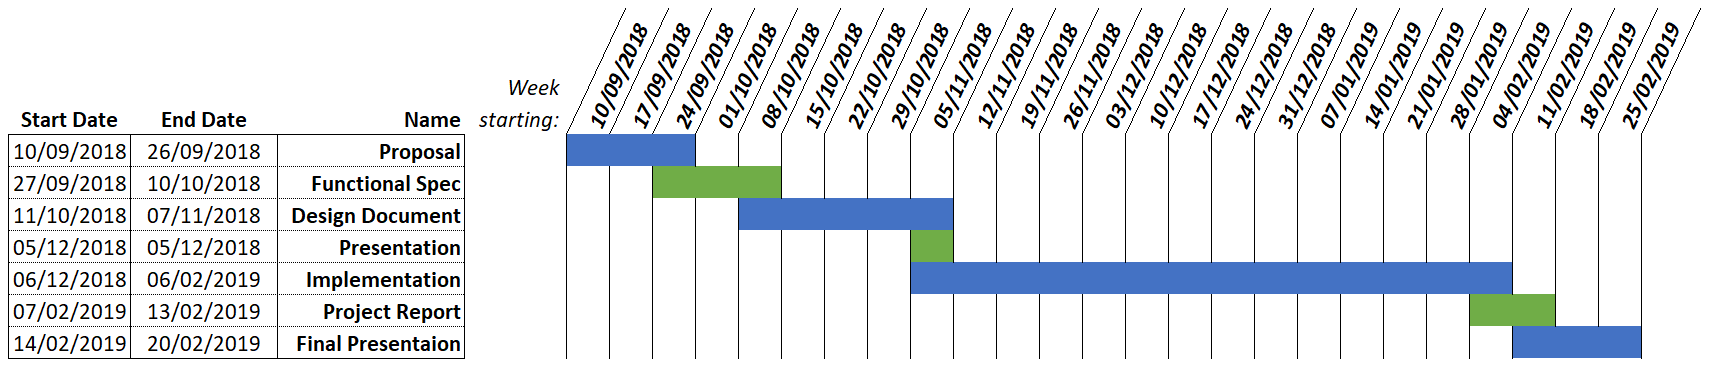 Week
starting:
10/09/2018 17/09/2018 24/09/2018 01/10/2018 08/10/2018 15/10/2018 22/10/2018 29/10/2018 05/11/2018 12/11/2018 19/11/2018 26/11/2018 03/12/2018 10/12/2018 17/12/2018 24/12/2018 31/12/2018 07/01/2019 14/01/2019 21/01/2019 28/01/2019 04/02/2019 11/02/2019 18/02/2019 25/02/2019
Start Date End Date Name
10/09/2018 26/09/2018 Proposal
27/09/2018 10/10/2018 Functional Spec
11/10/2018 07/11/2018 Design Document
05/12/2018 05/12/2018 Presentation
06/12/2018 06/02/2019 Implementation
07/02/2019 13/02/2019 Project Report
14/02/2019 20/02/2019 Final Presentaion